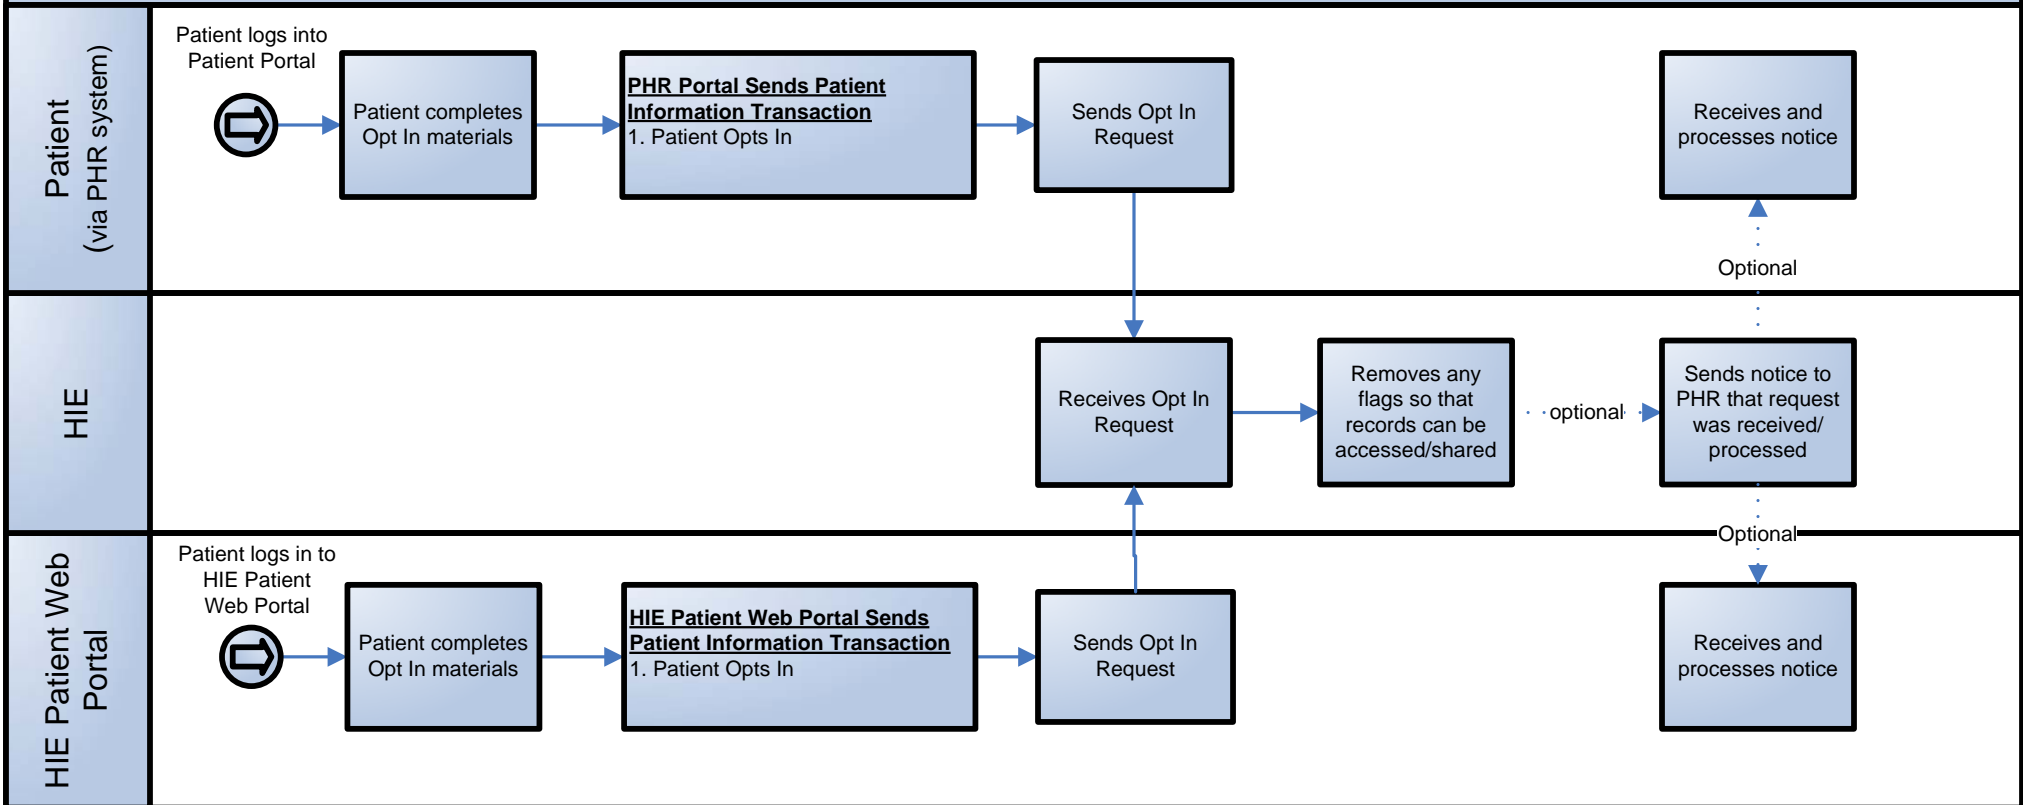 Patient
(via PHR system)
Patient logs into
Patient Portal
Patient completes
Opt In materials
PHR Portal Sends Patient
Information Transaction
1. Patient Opts In
Sends Opt In
Request
Receives and
processes notice
Optional
HIE
Receives Opt In
Request
Removes any
flags so that
records can be
accessed/shared
optional
Sends notice to
PHR that request
was received/
processed
Optional
HIE Patient Web
Portal
Patient logs in to
HIE Patient
Web Portal
Patient completes
Opt In materials
HIE Patient Web Portal Sends
Patient Information Transaction
1. Patient Opts In
Sends Opt In
Request
Receives and
processes notice